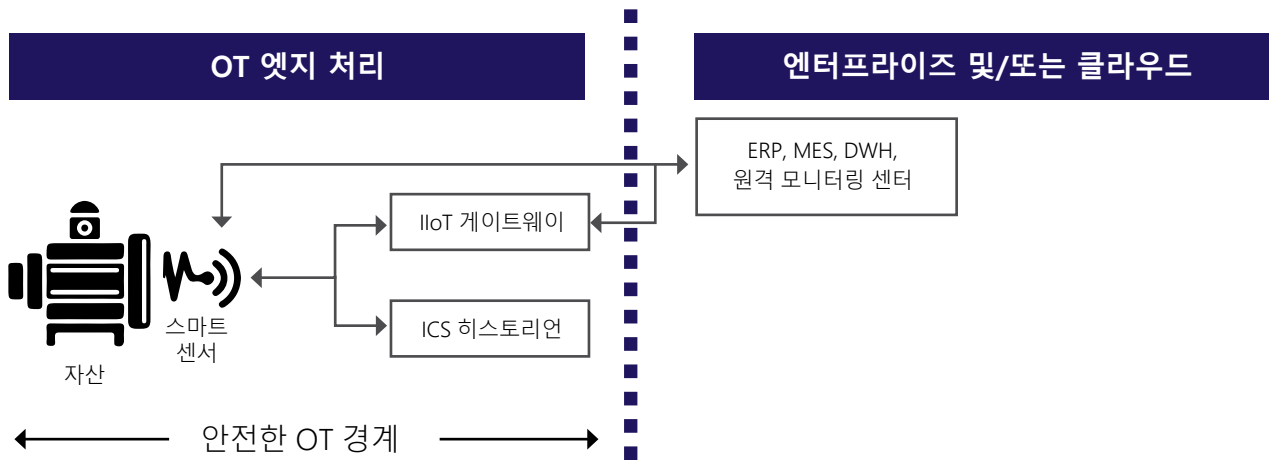 OT 엣지 처리
엔터프라이즈 및/또는 클라우드
ERP, MES, DWH,
원격 모니터링 센터
IIoT 게이트웨이
ICS 히스토리언
스마트
센서
자산
안전한 OT 경계